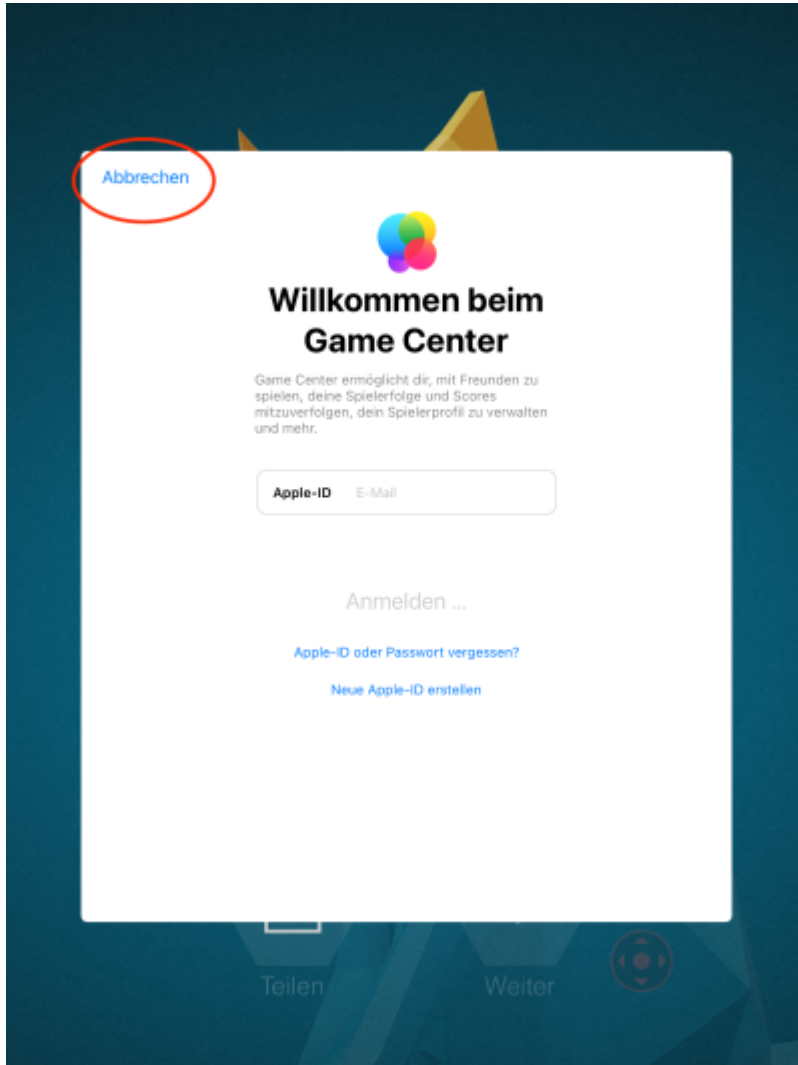 Abbrechen
Willkommen beim
Game Center
Game Center ermöglicht dir, mit Freunden zu
spielen, deine Spielerfolge und Scores
mitzuverfolgen, dein Spielerprofil zu verwalten
und mehr.
Apple-ID E-Mail
Anmelden ...
Apple-ID oder Passwort vergessen?
Neue Apple-ID erstellen
Teilen Weiter